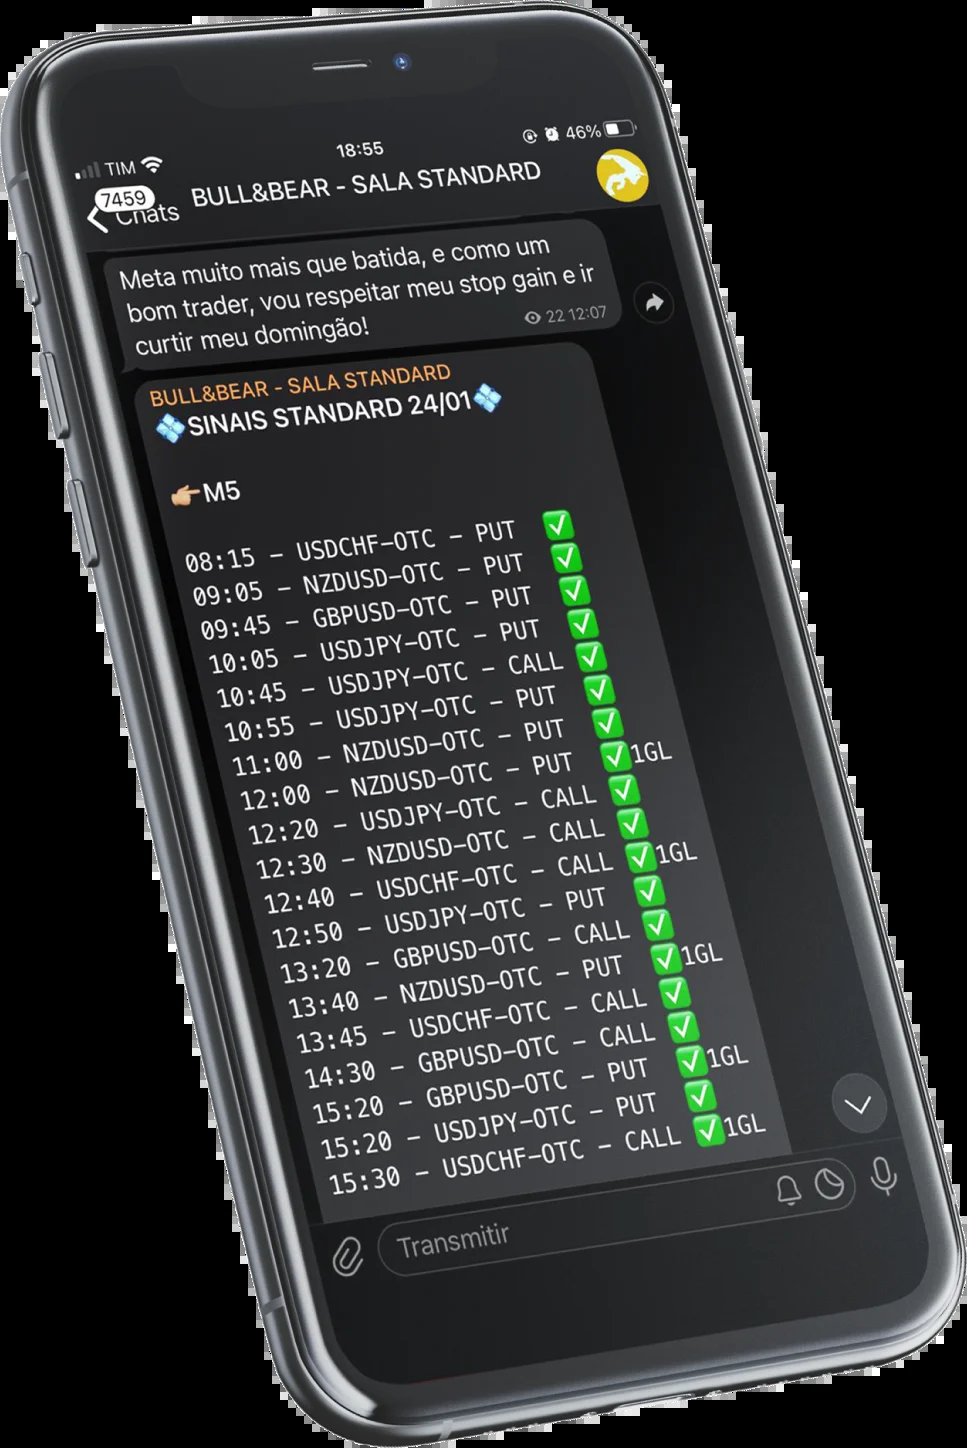 18:55
46%
TIM
7459
Chats
BULL&BEAR - SALA STANDARD
Meta muito mais que batida, e como um
bom trader, vou respeitar meu stop gain e ir
curtir meu domingão!
22 12:07
BULL&BEAR - SALA STANDARD
💠SINAIS STANDARD 24/01💠
👉🏼M5
08:15 – USDCHF–OTC – PUT ✅
09:05 – NZDUSD–OTC – PUT ✅
09:45 – GBPUSD–OTC – PUT ✅
10:05 – USDJPY–OTC – PUT ✅
10:45 – USDJPY–OTC – CALL ✅
10:55 – USDJPY–OTC – PUT ✅
11:00 – NZDUSD–OTC – PUT ✅
12:00 – NZDUSD–OTC – PUT ✅1GL
12:20 – USDJPY–OTC – CALL ✅
12:30 – NZDUSD–OTC – CALL ✅
12:40 – USDCHF–OTC – CALL ✅1GL
12:50 – USDJPY–OTC – PUT ✅
13:20 – GBPUSD–OTC – CALL ✅
13:40 – NZDUSD–OTC – PUT ✅1GL
13:45 – USDCHF–OTC – CALL ✅
14:30 – GBPUSD–OTC – CALL ✅
15:20 – GBPUSD–OTC – PUT ✅1GL
15:20 – USDJPY–OTC – PUT ✅
15:30 – USDCHF–OTC – CALL ✅1GL
Transmitir